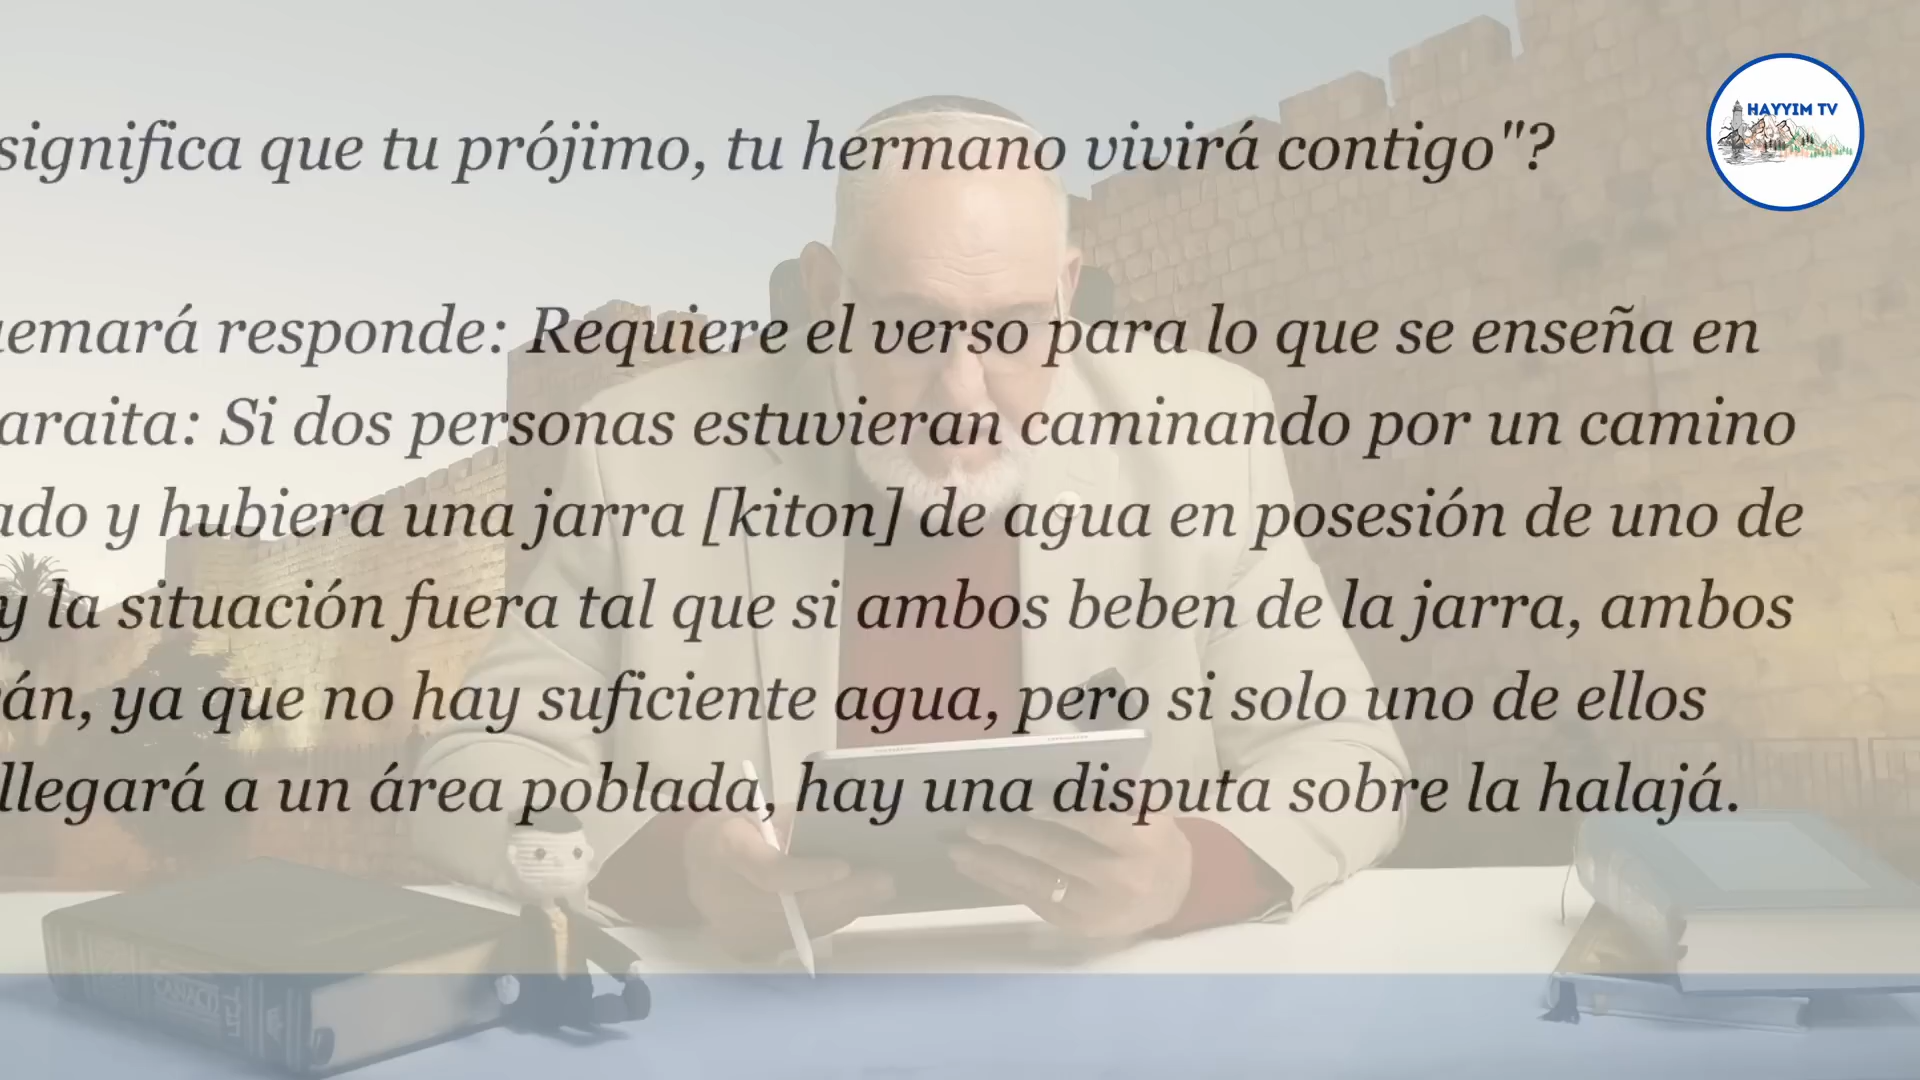 significa que tu prójimo, tu hermano vivirá contigo"?
HAYYIM TV
emará responde: Requiere el verso para lo que se enseña en
araita: Si dos personas estuvieran caminando por un camino
ado y hubiera una jarra [kiton] de agua en posesión de uno de
y la situación fuera tal que si ambos beben de la jarra, ambos
án, ya que no hay suficiente agua, pero si solo uno de ellos
llegará a un área poblada, hay una disputa sobre la halajá.